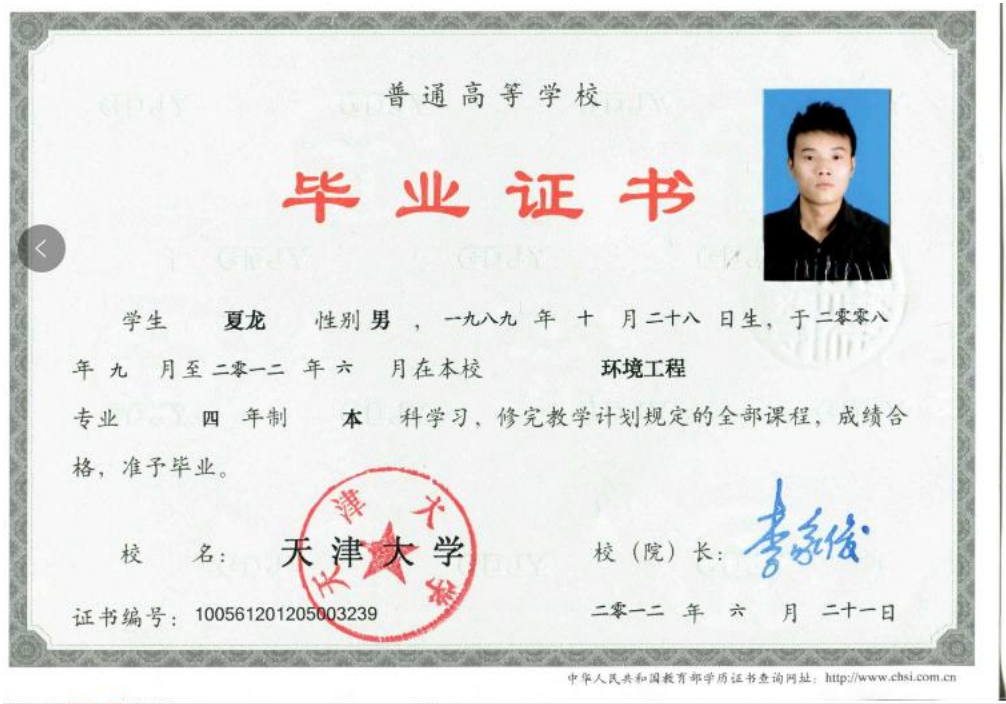 普通高等学校
毕业证书
学生 夏龙 性别 男 , 一九八九 年 十 月 二十八 日生, 于 二零零八
年 九 月至 二零一二 年 六 月在本校 环境工程
专业 四 年制 本 科学习, 修完教学计划规定的全部课程, 成绩合
格, 准予毕业。
天津大学
校 名: 天津大学 校(院)长: 李家俊
证书编号: 100561201205003239 二零一二 年 六 月 二十一日
中华人民共和国教育部学历证书查询网址: http://www.chsi.com.cn